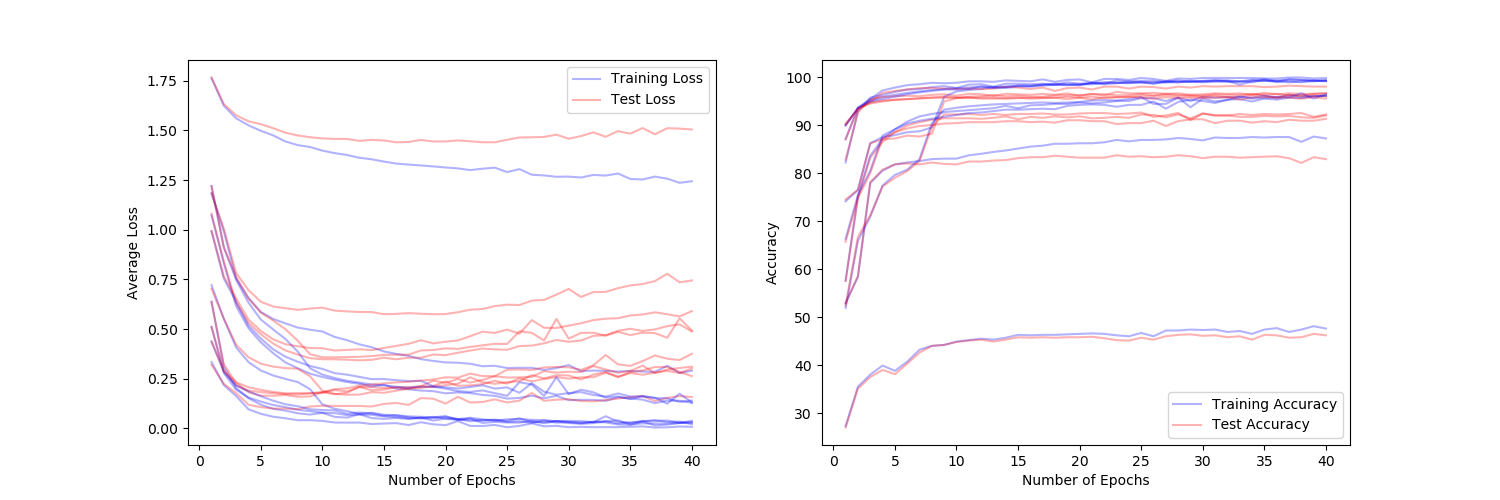 Training Loss
Test Loss
1.75
1.50
1.25
1.00
0.75
0.50
0.25
0.00
Average Loss
0 5 10 15 20 25 30 35 40
Number of Epochs
100
90
80
70
60
50
40
30
Accuracy
Training Accuracy
Test Accuracy
0 5 10 15 20 25 30 35 40
Number of Epochs